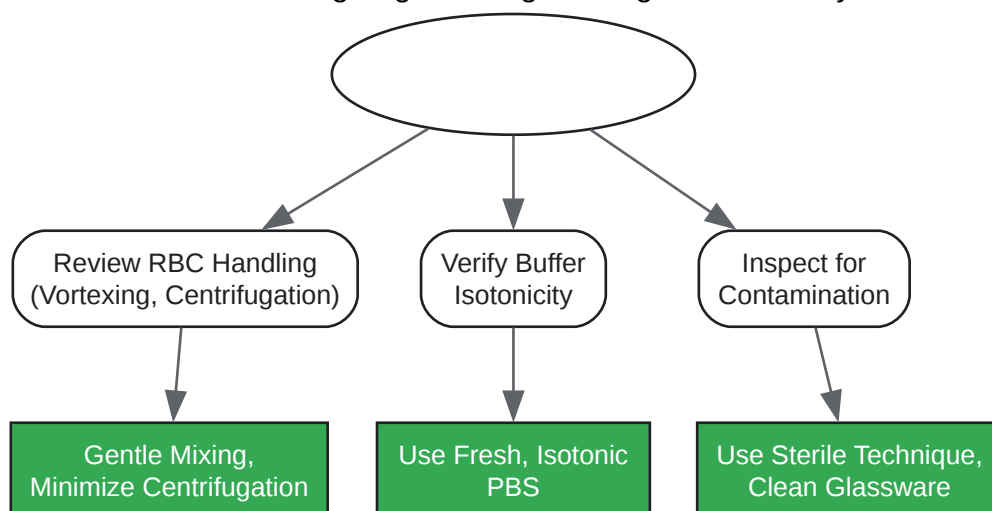 Review RBC Handling
(Vortexing, Centrifugation)
Verify Buffer
Isotonicity
Inspect for
Contamination
Gentle Mixing,
Minimize Centrifugation
Use Fresh, Isotonic
PBS
Use Sterile Technique,
Clean Glassware